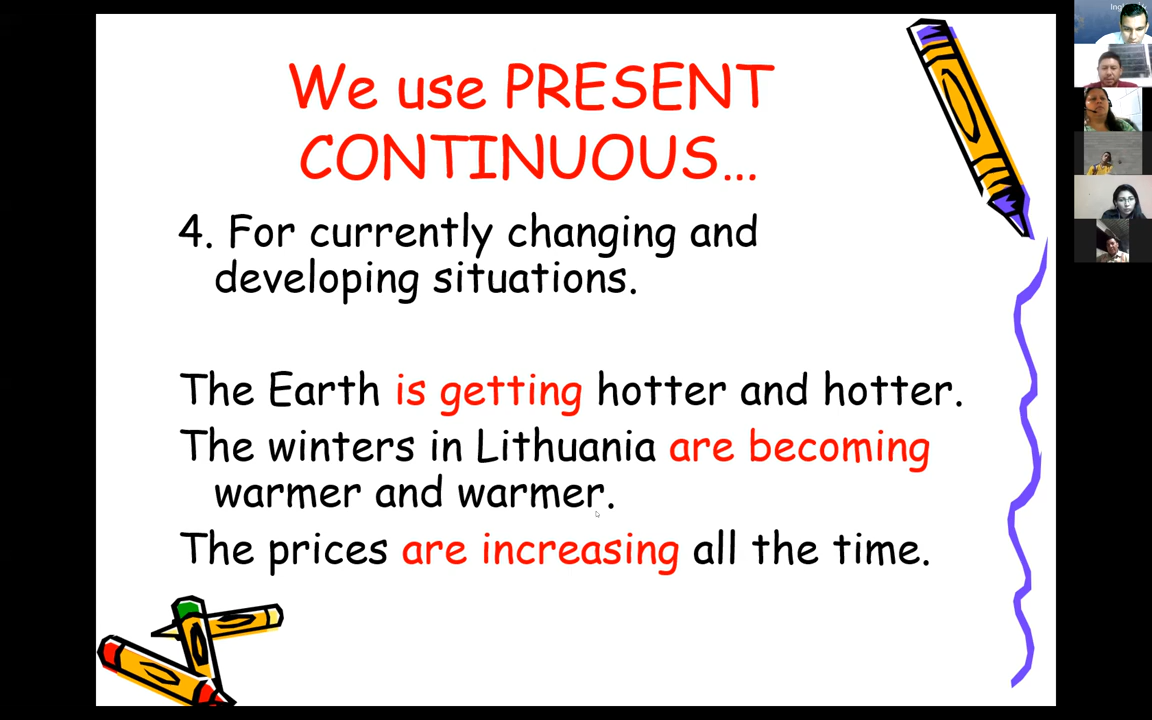 We use PRESENT
CONTINUOUS...
4. For currently changing and
developing situations.
The Earth is getting hotter and hotter.
The winters in Lithuania are becoming
warmer and warmer.
The prices are increasing all the time.